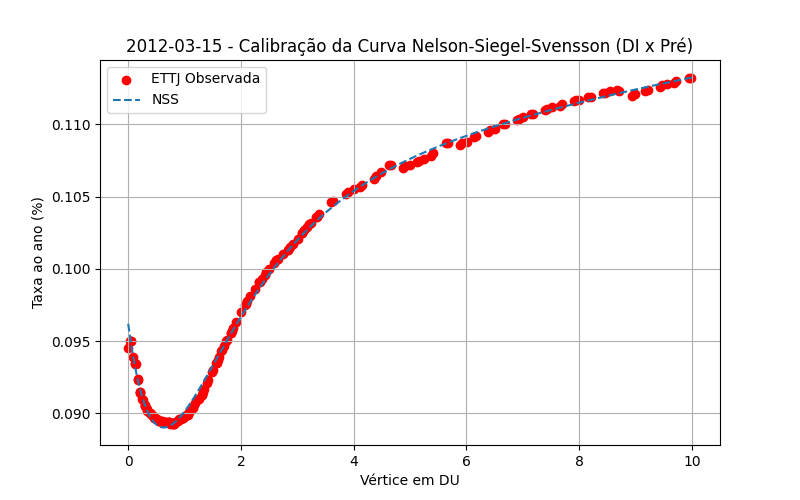 2012-03-15 - Calibração da Curva Nelson-Siegel-Svensson (DI x Pré)
ETTJ Observada
NSS
Taxa ao ano (%)
0.110
0.105
0.100
0.095
0.090
0 2 4 6 8 10
Vértice em DU